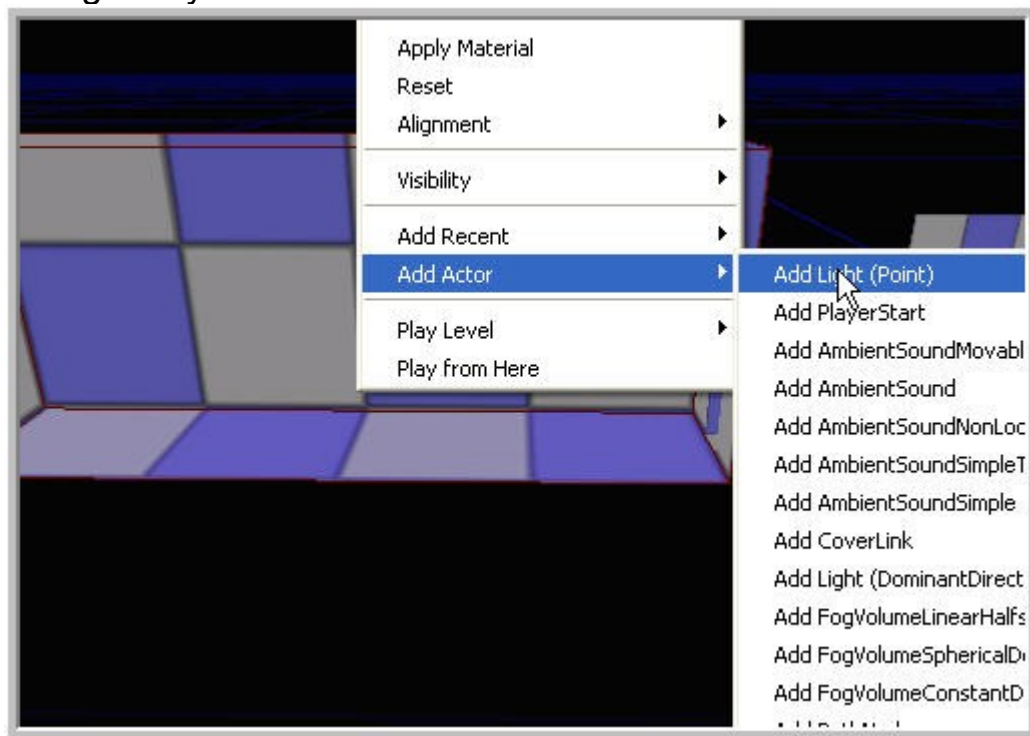 Apply Material
Reset
Alignment
Visibility
Add Recent
Add Actor
Play Level
Play from Here
Add Light (Point)
Add PlayerStart
Add AmbientSoundMovabl
Add AmbientSound
Add AmbientSoundNonLoc
Add AmbientSoundSimpleT
Add AmbientSoundSimple
Add CoverLink
Add Light (DominantDirect
Add FogVolumeLinearHalfs
Add FogVolumeSphericalD
Add FogVolumeConstantD